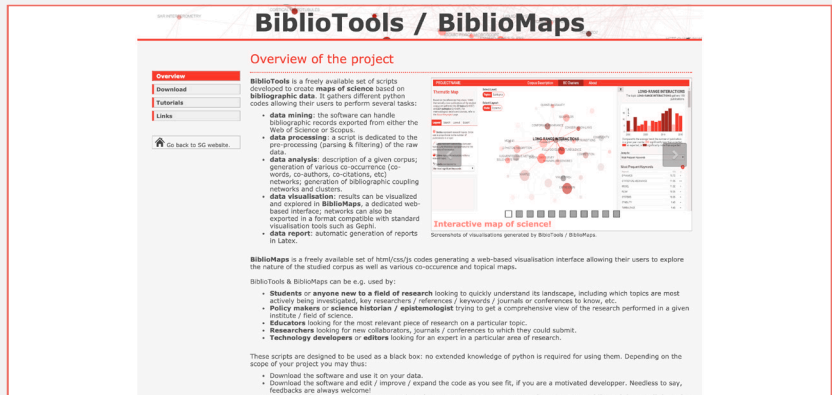 BiblioTools / BiblioMaps
Overview of the project
Overview
Download
Tutorials
Links
Go back to SG website.
BiblioTools is a freely available set of scripts
developed to create maps of science based on
bibliographic data. It gathers different python
codes allowing their users to perform several tasks:
• data mining: the software can handle
bibliographic records exported from either the
Web of Science or Scopus.
• data processing: a script is dedicated to the
pre-processing (parsing & filtering) of the raw
data.
• data analysis: description of a given corpus;
generation of various co-occurrence (co-
words, co-authors, co-citations, etc)
networks; generation of bibliographic coupling
networks and clusters.
• data visualisation: results can be visualized
and explored in BiblioMaps, a dedicated web-
based interface; networks can also be
exported in a format compatible with standard
visualisation tools such as Gephi.
• data report: automatic generation of reports
in Latex.
PROJECT NAME
Thematic Map
LONG-RANGE INTERACTIONS
LONG-RANGE INTERACTIONS
Interactive map of science!
Screenshots of visualisations generated by BiblioTools / BiblioMaps.
BiblioMaps is a freely available set of html/css/js codes generating a web-based visualisation interface allowing their users to explore
the nature of the studied corpus as well as various co-occurence and topical maps.
BiblioTools & BiblioMaps can be e.g. used by:
• Students or anyone new to a field of research looking to quickly understand its landscape, including which topics are most
actively being investigated, key researchers / references / keywords / journals or conferences to know, etc.
• Policy makers or science historian / epistemologist trying to get a comprehensive view of the research performed in a given
institute / field of science.
• Educators looking for the most relevant piece of research on a particular topic.
• Researchers looking for new collaborators, journals / conferences to which they could submit.
• Technology developers or editors looking for an expert in a particular area of research.
These scripts are designed to be used as a black box: no extended knowledge of python is required for using them. Depending on the
scope of your project you may thus:
• Download the software and use it on your data.
• Download the software and edit / improve / expand the code as you see fit, if you are a motivated developper. Needless to say,
feedbacks are always welcome!